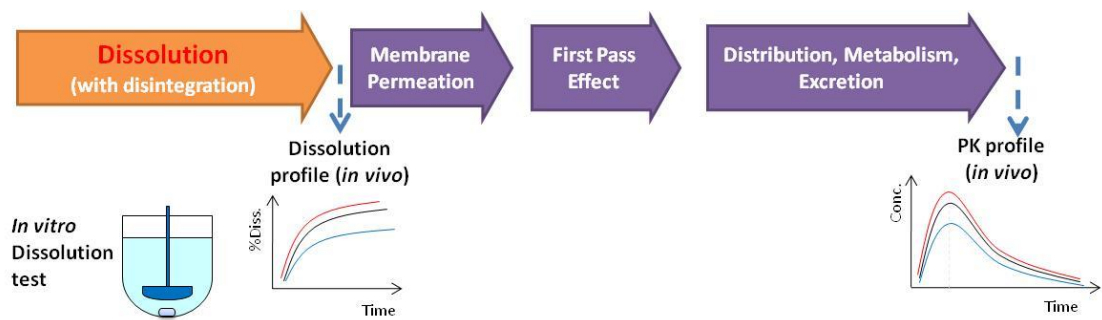 Dissolution
(with disintegration)
Membrane
Permeation
First Pass
Effect
Distribution, Metabolism,
Excretion
Dissolution
profile (in vivo)
PK profile
(in vivo)
In vitro
Dissolution
test
%Diss.
Time
Conc.
Time